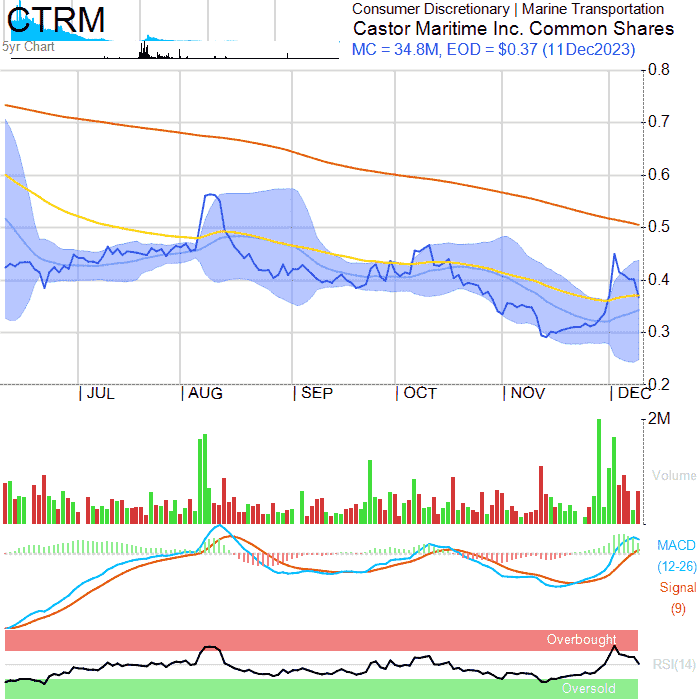 CTRM
Consumer Discretionary | Marine Transportation
Castor Maritime Inc. Common Shares
5yr Chart
MC = 34.8M, EOD = $0.37 (11Dec2023)
0.8
0.7
0.6
0.5
0.4
0.3
0.2
| JUL | AUG | SEP | OCT | NOV | DEC
2M
Volume
MACD
(12-26)
Signal
(9)
Overbought
RSI(14)
Oversold